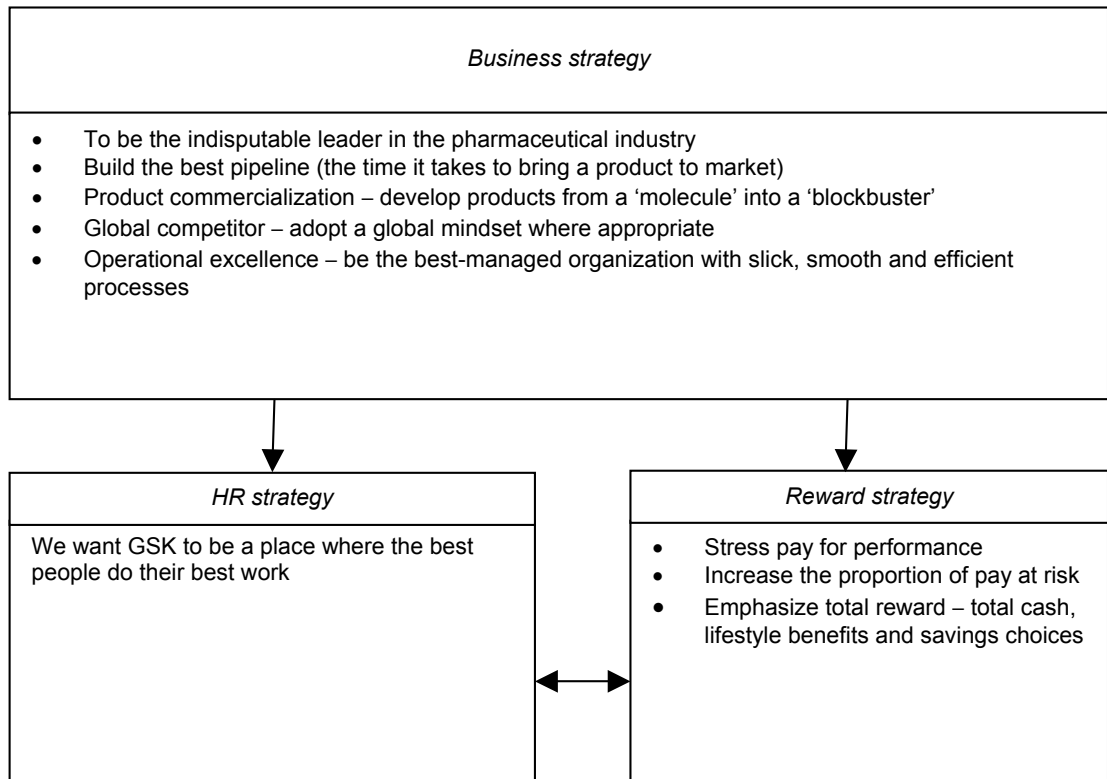 Business strategy
• To be the indisputable leader in the pharmaceutical industry
• Build the best pipeline (the time it takes to bring a product to market)
• Product commercialization – develop products from a ‘molecule’ into a ‘blockbuster’
• Global competitor – adopt a global mindset where appropriate
• Operational excellence – be the best-managed organization with slick, smooth and efficient
processes
HR strategy
We want GSK to be a place where the best
people do their best work
Reward strategy
• Stress pay for performance
• Increase the proportion of pay at risk
• Emphasize total reward – total cash,
lifestyle benefits and savings choices